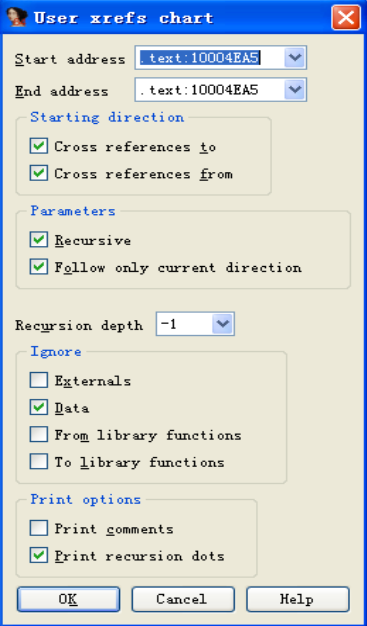 User xrefs chart
Start address .text:10004EA5
End address .text:10004EA5
Starting direction
Cross references to
Cross references from
Parameters
Recursive
Follow only current direction
Recursion depth -1
Ignore
Externals
Data
From library functions
To library functions
Print options
Print comments
Print recursion dots
OK Cancel Help